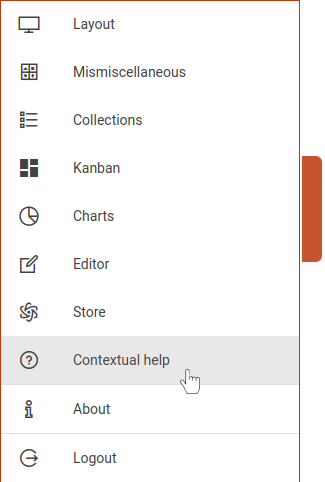 Layout
Mismiscellaneous
Collections
Kanban
Charts
Editor
Store
Contextual help
About
Logout